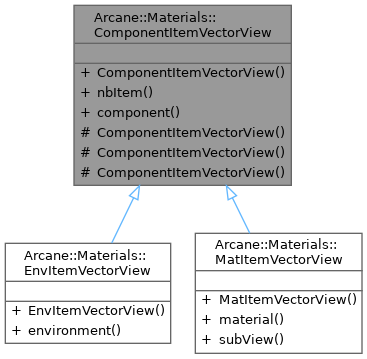 Arcane::Materials::
ComponentItemVectorView
+ ComponentItemVectorView()
+ nbItem()
+ component()
# ComponentItemVectorView()
# ComponentItemVectorView()
# ComponentItemVectorView()
Arcane::Materials::
EnvItemVectorView
+ EnvItemVectorView()
+ environment()
Arcane::Materials::
MatItemVectorView
+ MatItemVectorView()
+ material()
+ subView()